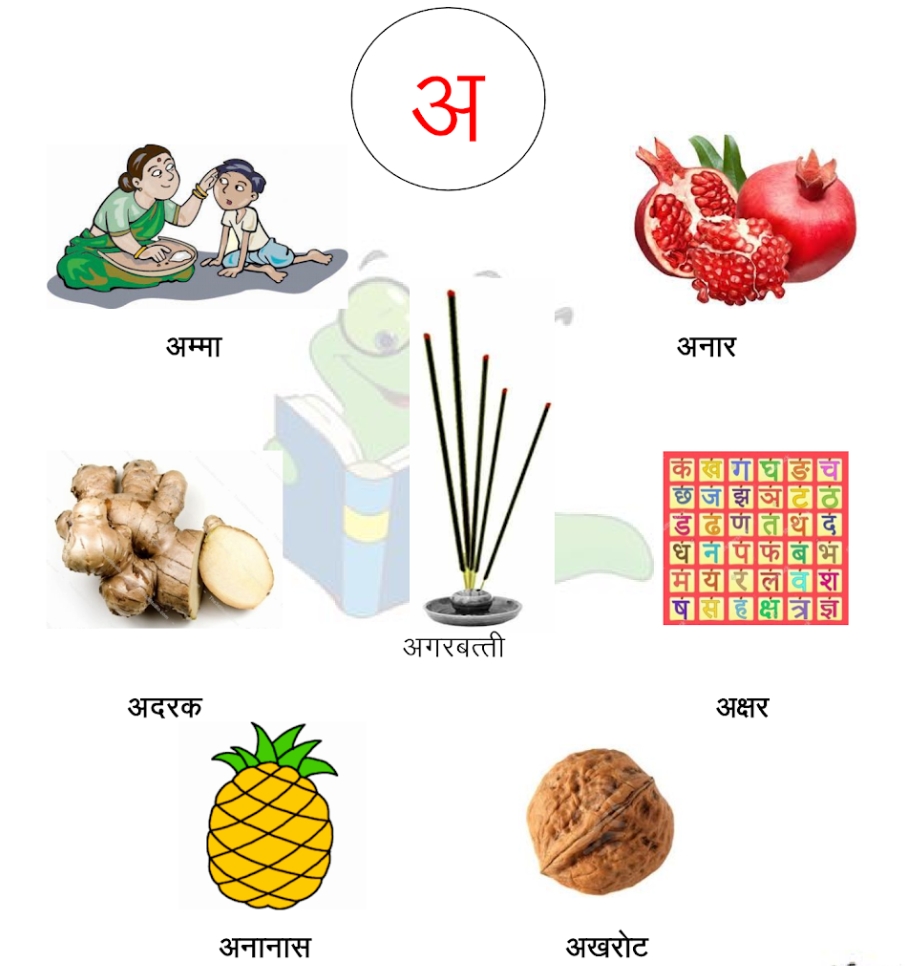 अ
अम्मा
अनार
क ख ग घ ङ च
छ ज झ ञ ट ठ
ड ढ ण त थ द
ध न प फ ब भ
म य र ल व श
ष स ह क्ष त्र ज्ञ
अगरबत्ती
अदरक
अक्षर
अनानास
अखरोट